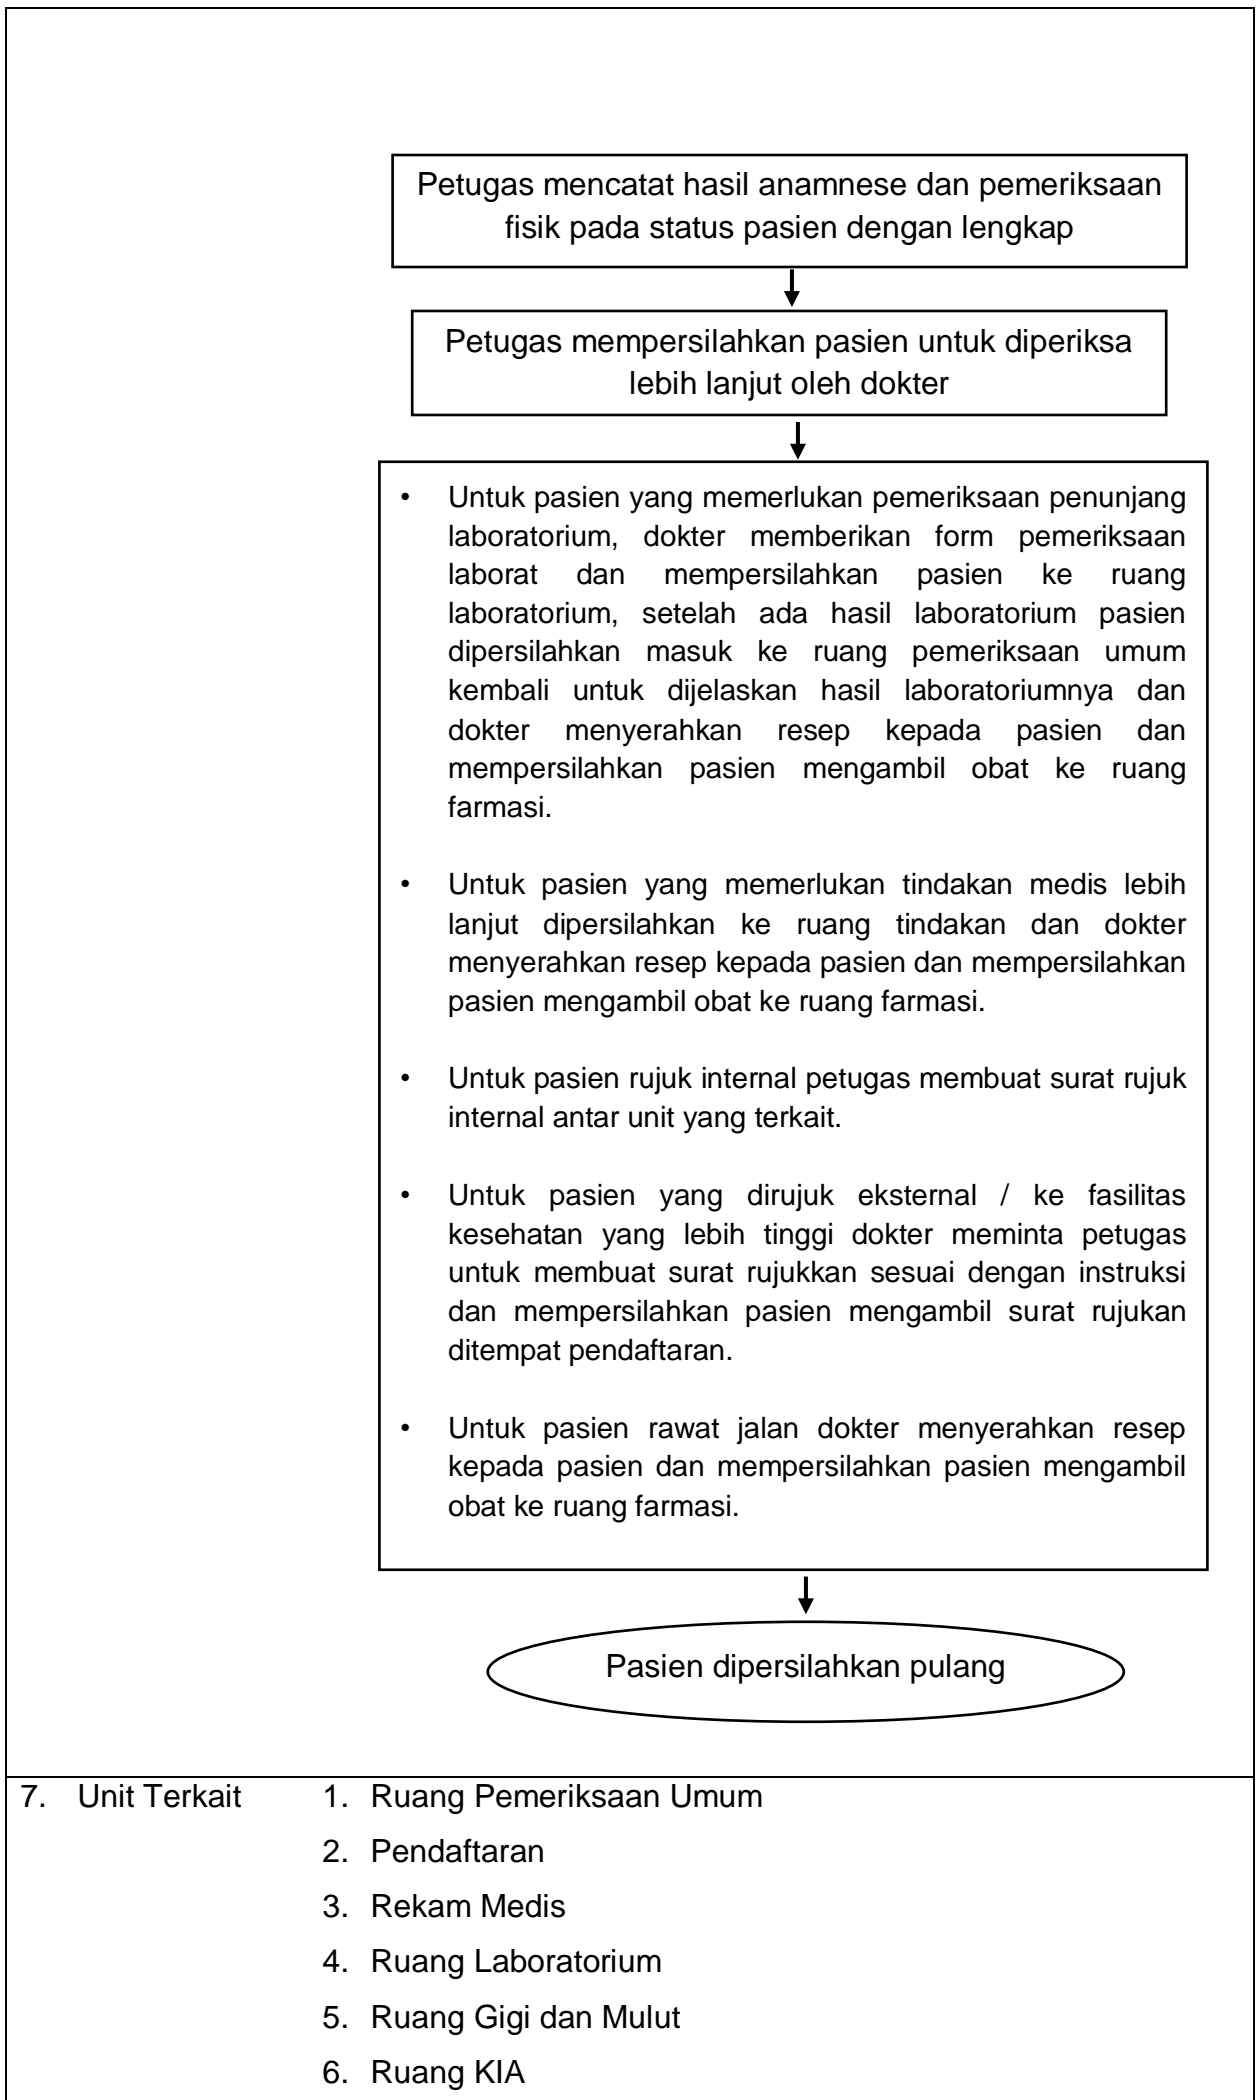 Petugas mencatat hasil anamnese dan pemeriksaan
fisik pada status pasien dengan lengkap
Petugas mempersilahkan pasien untuk diperiksa
lebih lanjut oleh dokter
• Untuk pasien yang memerlukan pemeriksaan penunjang
laboratorium, dokter memberikan form pemeriksaan
laborat dan mempersilahkan pasien ke ruang
laboratorium, setelah ada hasil laboratorium pasien
dipersilahkan masuk ke ruang pemeriksaan umum
kembali untuk dijelaskan hasil laboratoriumnya dan
dokter menyerahkan resep kepada pasien dan
mempersilahkan pasien mengambil obat ke ruang
farmasi.
• Untuk pasien yang memerlukan tindakan medis lebih
lanjut dipersilahkan ke ruang tindakan dan dokter
menyerahkan resep kepada pasien dan mempersilahkan
pasien mengambil obat ke ruang farmasi.
• Untuk pasien rujuk internal petugas membuat surat rujuk
internal antar unit yang terkait.
• Untuk pasien yang dirujuk eksternal / ke fasilitas
kesehatan yang lebih tinggi dokter meminta petugas
untuk membuat surat rujukkan sesuai dengan instruksi
dan mempersilahkan pasien mengambil surat rujukan
ditempat pendaftaran.
• Untuk pasien rawat jalan dokter menyerahkan resep
kepada pasien dan mempersilahkan pasien mengambil
obat ke ruang farmasi.
Pasien dipersilahkan pulang
7. Unit Terkait 1. Ruang Pemeriksaan Umum
2. Pendaftaran
3. Rekam Medis
4. Ruang Laboratorium
5. Ruang Gigi dan Mulut
6. Ruang KIA